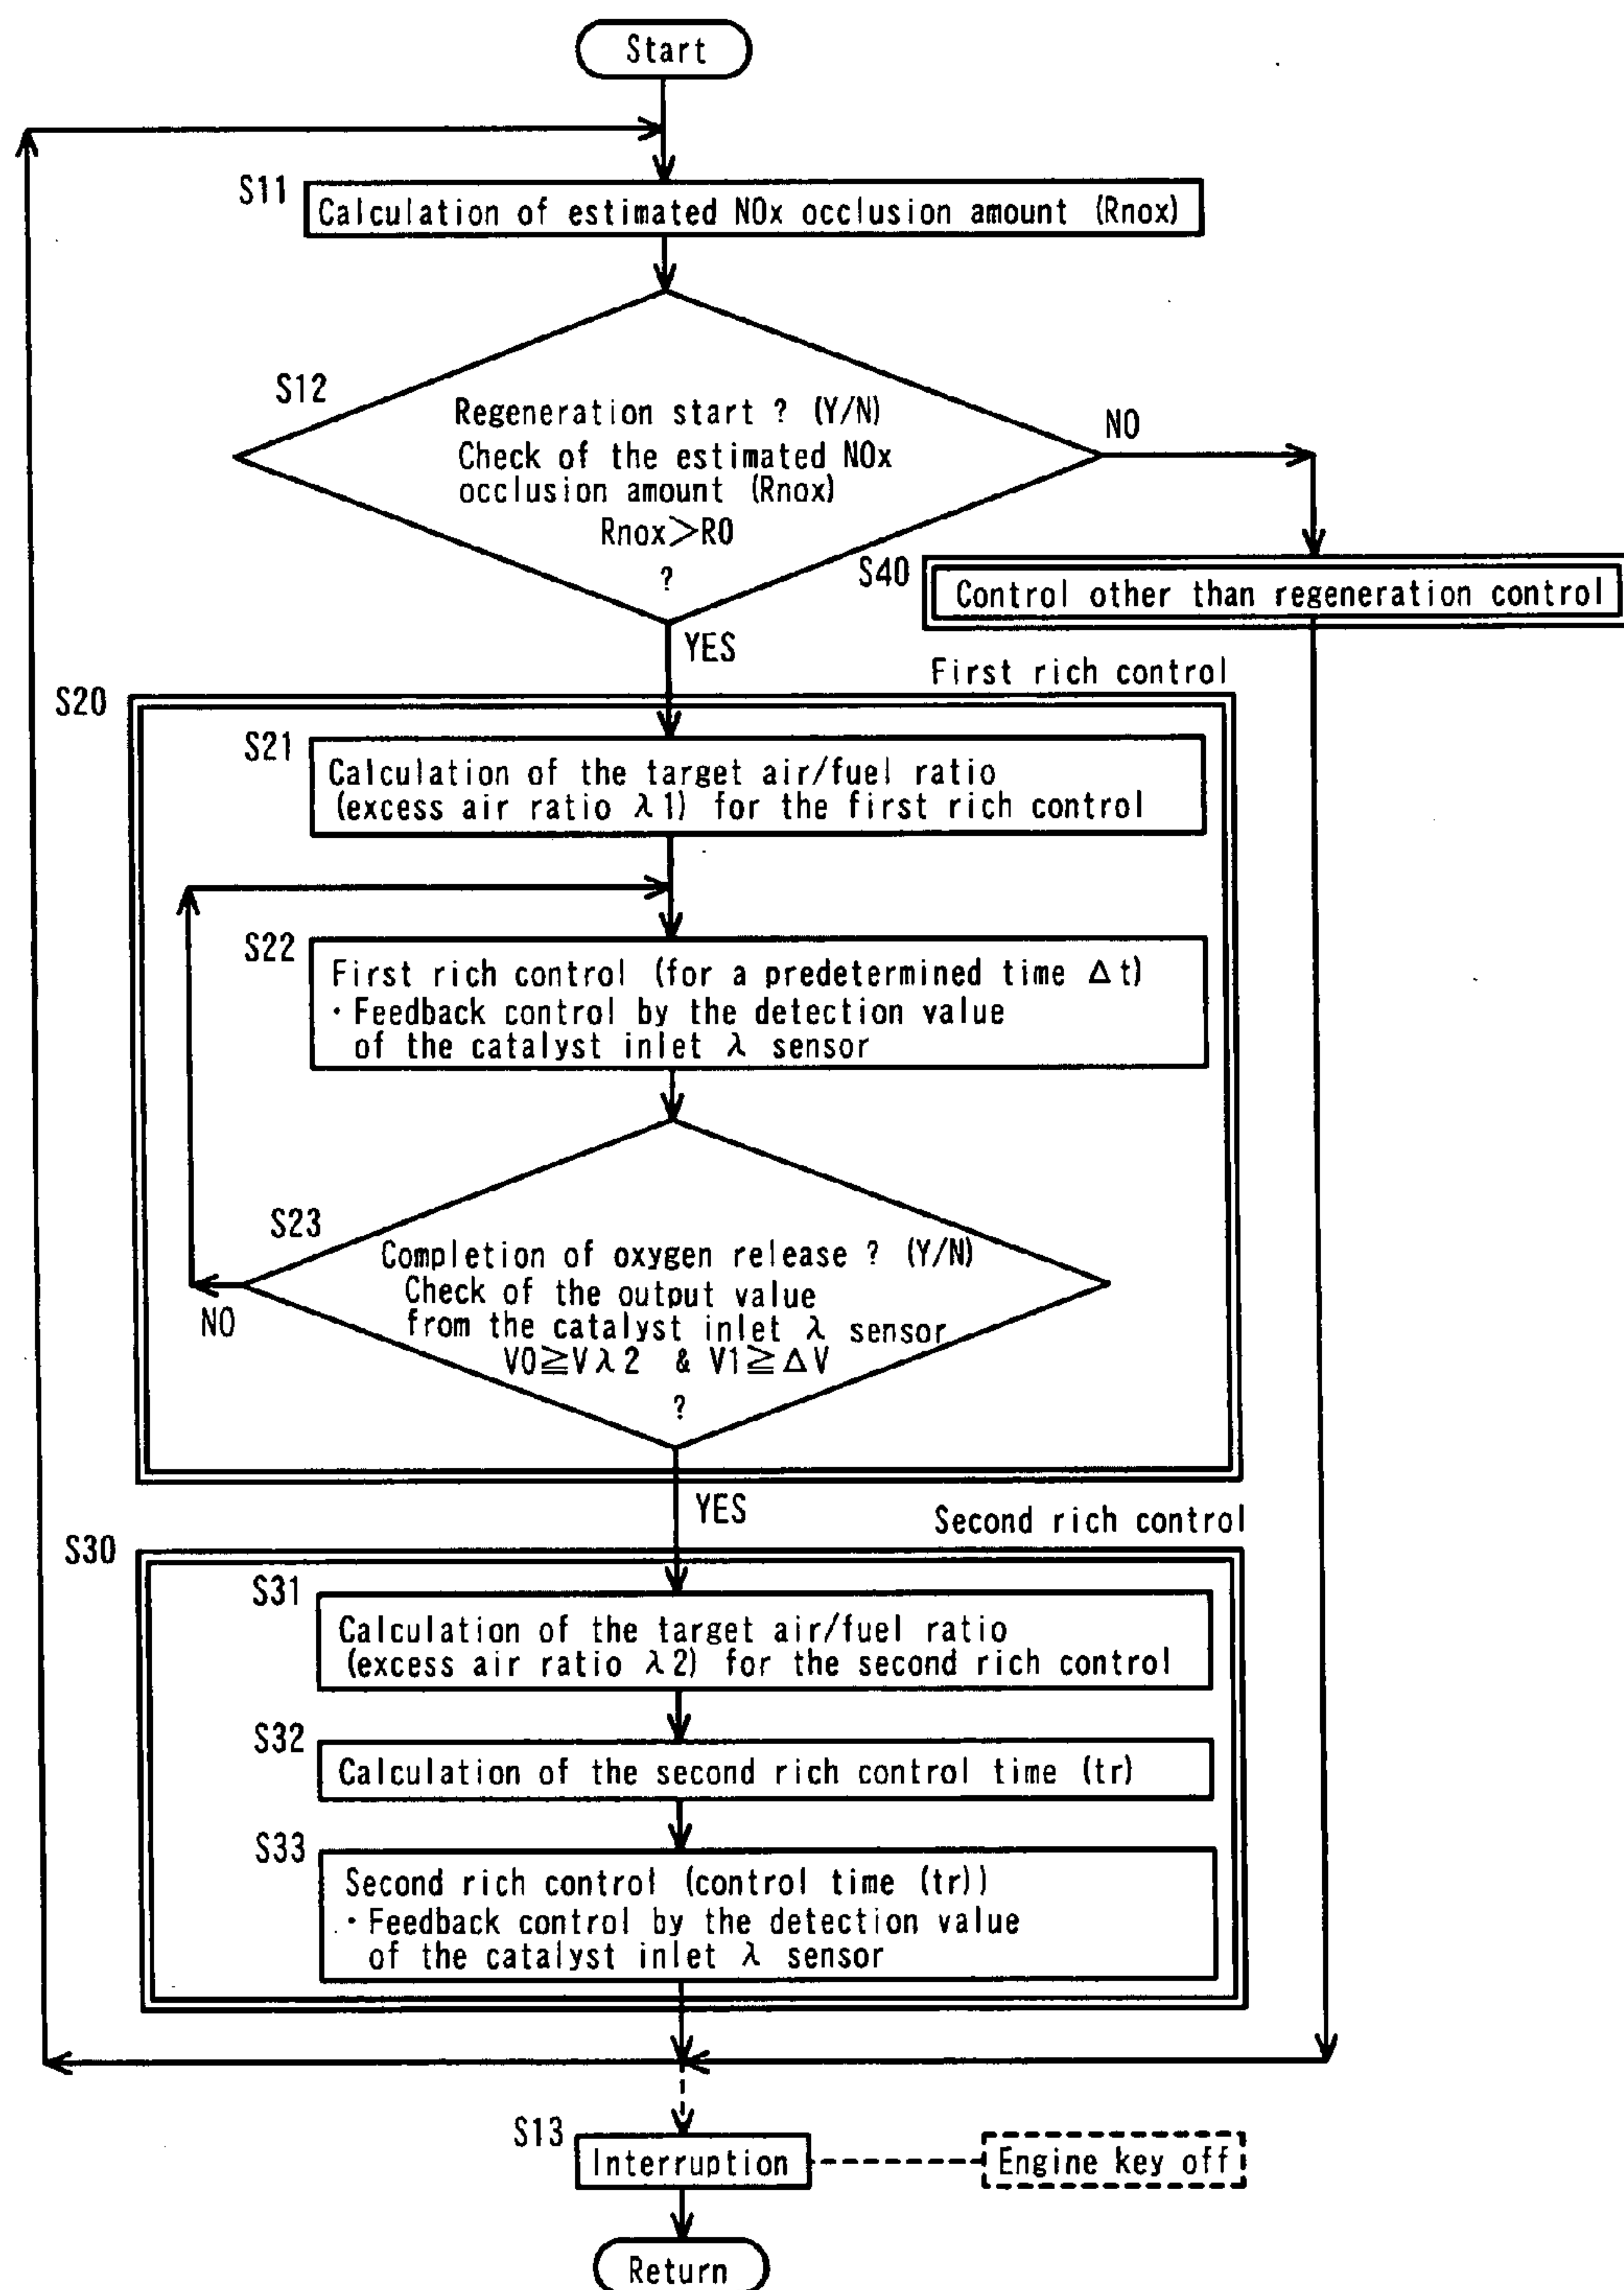 Start
S11
Calculation of estimated NOx occlusion amount (Rnox)
S12
Regeneration start ? (Y/N)
Check of the estimated NOx
occlusion amount (Rnox)
Rnox>R0
?
NO
S40
Control other than regeneration control
YES
First rich control
S20
S21
Calculation of the target air/fuel ratio
(excess air ratio λ1) for the first rich control
S22
First rich control (for a predetermined time Δt)
・Feedback control by the detection value
of the catalyst inlet λ sensor
S23
Completion of oxygen release ? (Y/N)
Check of the output value
from the catalyst inlet λ sensor
V0≧Vλ2 & V1≧ΔV
?
NO
YES
Second rich control
S30
S31
Calculation of the target air/fuel ratio
(excess air ratio λ2) for the second rich control
S32
Calculation of the second rich control time (tr)
S33
Second rich control (control time (tr))
・Feedback control by the detection value
of the catalyst inlet λ sensor
S13
Interruption
Engine key off
Return